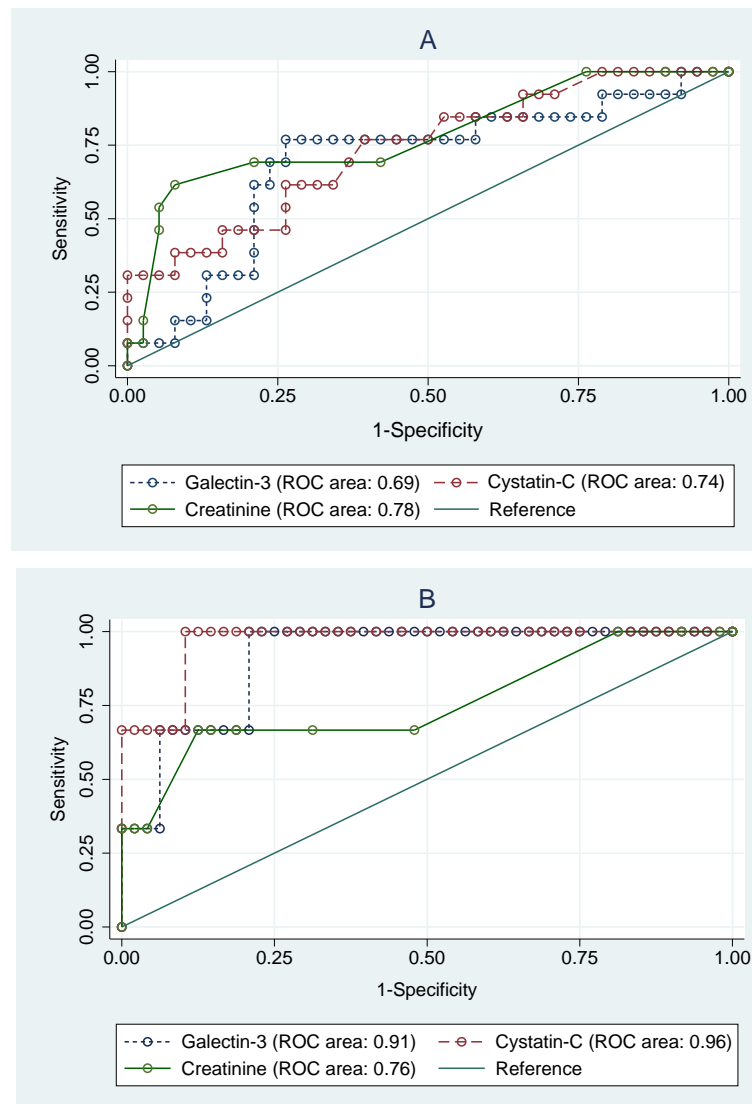 A
1.00
0.75
0.50
0.25
0.00
Sensitivity
0.00 0.25 0.50 0.75 1.00
1-Specificity
Galectin-3 (ROC area: 0.69) Cystatin-C (ROC area: 0.74)
Creatinine (ROC area: 0.78) Reference
B
1.00
0.75
0.50
0.25
0.00
Sensitivity
0.00 0.25 0.50 0.75 1.00
1-Specificity
Galectin-3 (ROC area: 0.91) Cystatin-C (ROC area: 0.96)
Creatinine (ROC area: 0.76) Reference